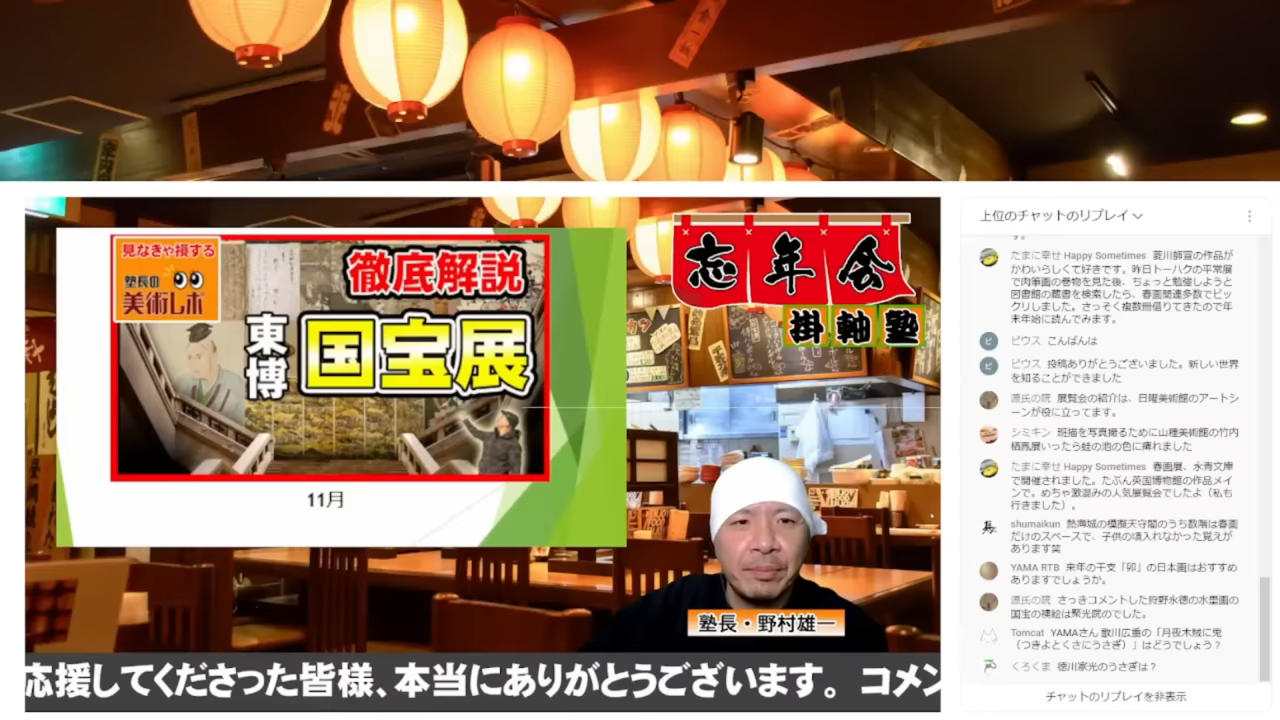 見なきゃ損する
塾長の
美術レポ
徹底解説
東博
国宝展
11月
忘年会
掛軸塾
塾長・野村雄一
応援してくださった皆様、本当にありがとうございます。 コメン
上位のチャットのリプレイ
す。
たまに幸せ Happy Sometimes 菱川師宣の作品が
かわいらしくて好きです。昨日トーハクの平常展
で肉筆画の巻物を見た後、ちょっと勉強しようと
図書館の蔵書を検索したら、春画関連多数でビッ
クリしました。さっそく複数冊借りてきたので年
末年始に読んでみます。
ピウス こんばんは
ピウス 投稿ありがとうございました。新しい世界
を知ることができました
源氏の院 展覧会の紹介は、日曜美術館のアートシ
ーンが役に立ってます。
シミキン 班猫を写真撮るために山種美術館の竹内
栖鳳展いったら蛙の池の色に痺れました
たまに幸せ Happy Sometimes 春画展、永青文庫
で開催されました。たぶん英国博物館の作品メイ
ンで。めちゃ激混みの人気展覧会でしたよ（私も
行きました）。
shumaikun 熱海城の模擬天守閣のうち数階は春画
だけのスペースで、子供の頃入れなかった覚えが
あります笑
YAMA RTB 来年の干支「卯」の日本画はおすすめ
ありますでしょうか。
源氏の院 さっきコメントした狩野永徳の水墨画の
国宝の襖絵は聚光院のでした。
Tomcat YAMAさん 歌川広重の「月夜木賊に兎
（つきよとくさにうさぎ）」はどうでしょう？
くろくま 徳川家光のうさぎは？
チャットのリプレイを非表示